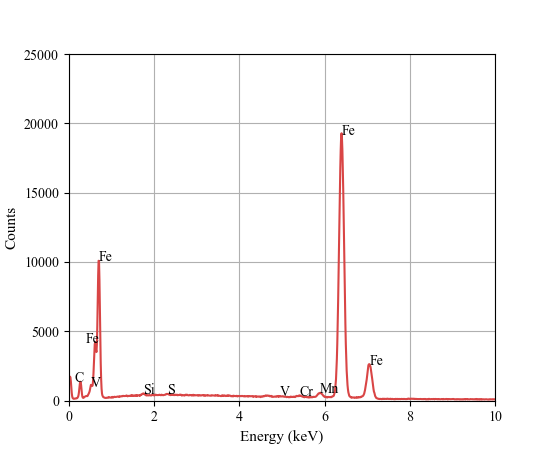 25000
20000
15000
10000
5000
0
Counts
Fe
Fe
Fe
Fe
C
V
Si
S
V
Cr
Mn
0 2 4 6 8 10
Energy (keV)